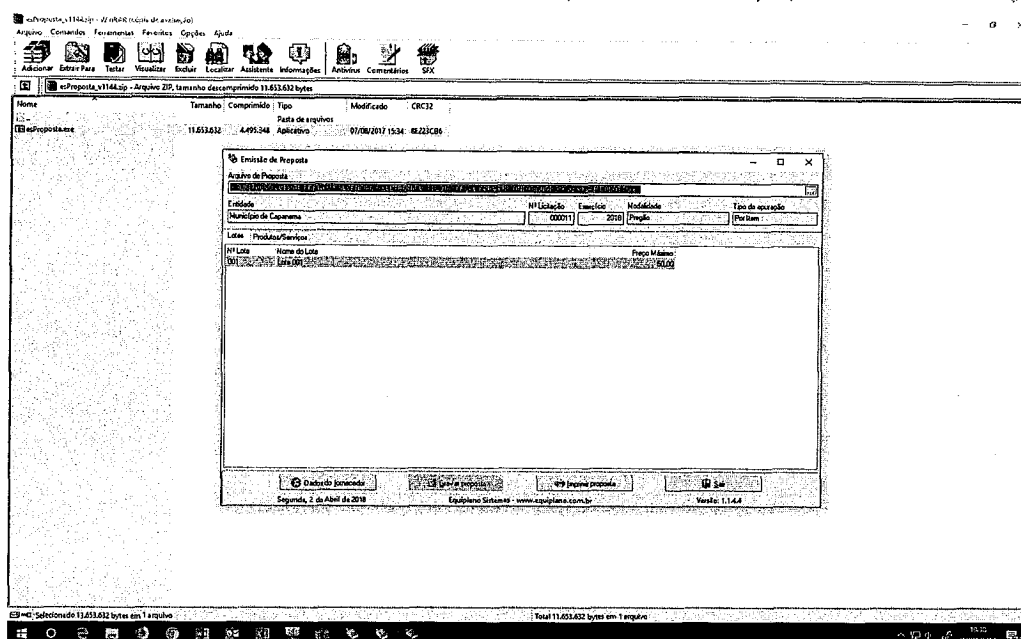 esProposta_v1144.zip - WinRAR (cópia de avaliação)
Arquivo Comandos Ferramentas Favoritos Opções Ajuda
Adicionar Extrair Para Testar Visualizar Excluir Localizar Assistente Informações Antivírus Comentários SFX
esProposta_v1144.zip - Arquivo ZIP, tamanho descomprimido 11.653.632 bytes
Nome Tamanho Comprimido Tipo Modificado CRC32
Pasta de arquivos
esProposta.exe 11.653.632 4.495.348 Aplicativo 07/08/2017 15:34 8E223CB6
Emissão de Proposta
Arquivo de Proposta
Entidade Nº Licitação Exercício Modalidade Tipo de apuração
Município de Capanema 000011 2018 Pregão Por Item
Lotes Produtos/Serviços
Nº Lote Nome do Lote Preço Máximo
001 Lote 001
Dados do fornecedor Gravar proposta Imprimir proposta Sair
Segunda, 2 de Abril de 2018 Equiplano Sistemas - www.equiplano.com.br Versão: 1.1.4.4
Selecionado 11.653.632 bytes em 1 arquivo Total 11.653.632 bytes em 1 arquivo